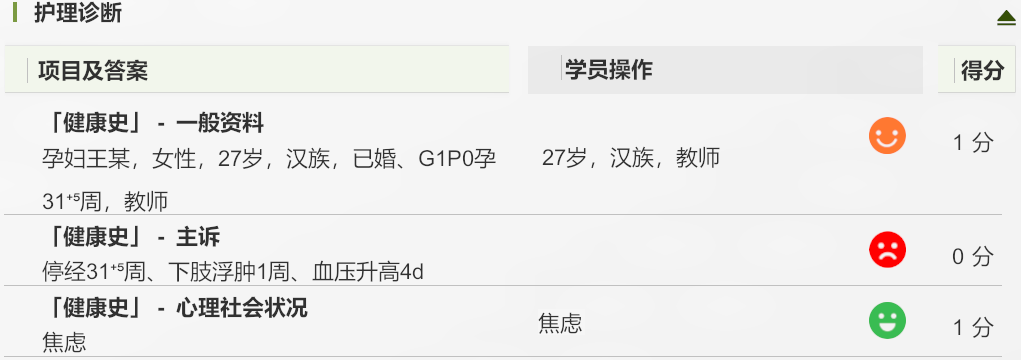 护理诊断
项目及答案
学员操作
得分
「健康史」 - 一般资料
孕妇王某，女性，27岁，汉族，已婚、G1P0孕
31⁺⁵周，教师
27岁，汉族，教师
1 分
「健康史」 - 主诉
停经31⁺⁵周、下肢浮肿1周、血压升高4d
0 分
「健康史」 - 心理社会状况
焦虑
焦虑
1 分